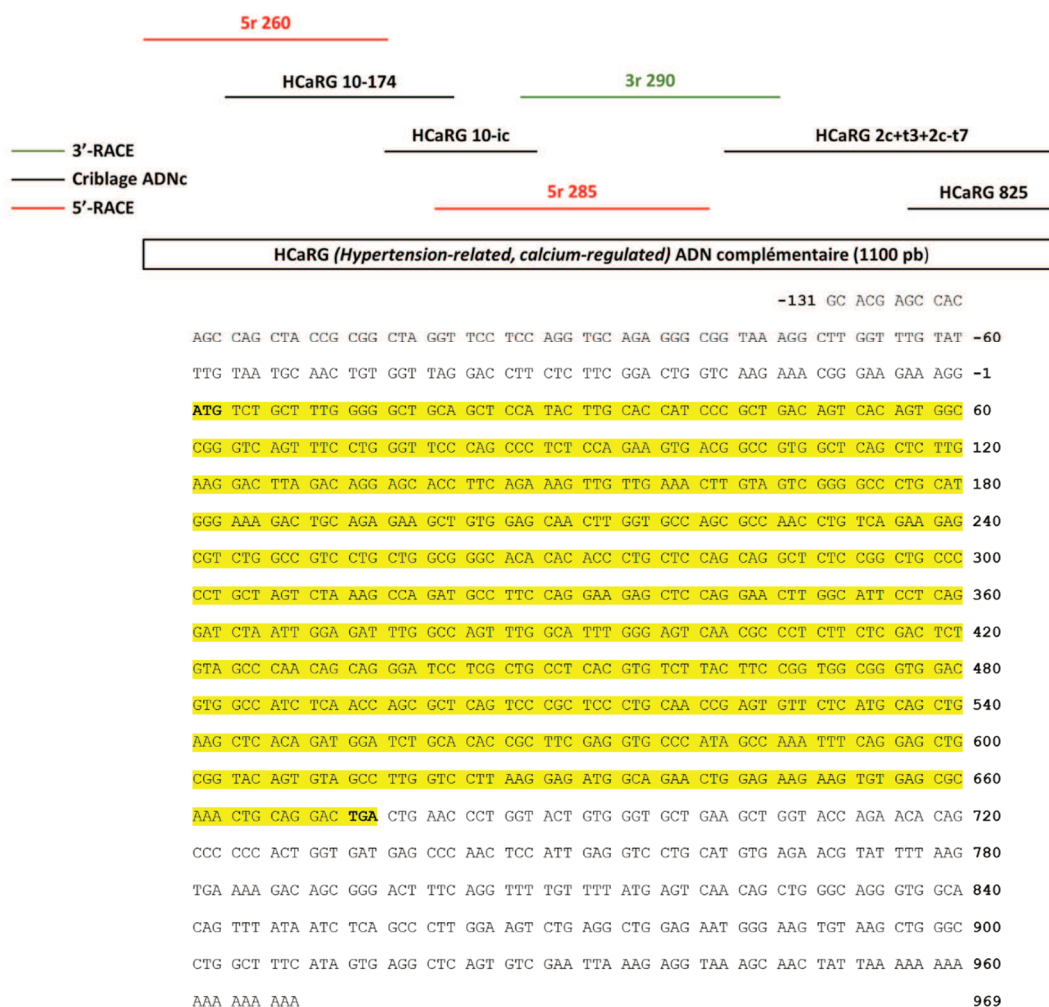 5r 260
HCaRG 10-174
3r 290
HCaRG 10-ic
HCaRG 2c+t3+2c-t7
3'-RACE
Criblage ADNc
5'-RACE
5r 285
HCaRG 825
HCaRG (Hypertension-related, calcium-regulated) ADN complémentaire (1100 pb)
-131 GC ACG AGC CAC
AGC CAG CTA CCG CGG CTA GGT TCC TCC AGG TGC AGA GGG CGG TAA AGG CTT GGT TTG TAT -60
TTG TAA TGC AAC TGT GGT TAG GAC CTT CTC TTC GGA CTG GTC AAG AAA CGG GAA GAA AGG -1
ATG TCT GCT TTG GGG GCT GCA GCT CCA TAC TTG CAC CAT CCC GCT GAC AGT CAC AGT GGC 60
CGG GTC AGT TTC CTG GGT TCC CAG CCC TCT CCA GAA GTG ACG GCC GTG GCT CAG CTC TTG 120
AAG GAC TTA GAC AGG AGC ACC TTC AGA AAG TTG TTG AAA CTT GTA GTC GGG GCC CTG CAT 180
GGG AAA GAC TGC AGA GAA GCT GTG GAG CAA CTT GGT GCC AGC GCC AAC CTG TCA GAA GAG 240
CGT CTG GCC GTC CTG CTG GCG GGC ACA CAC ACC CTG CTC CAG CAG GCT CTC CGG CTG CCC 300
CCT GCT AGT CTA AAG CCA GAT GCC TTC CAG GAA GAG CTC CAG GAA CTT GGC ATT CCT CAG 360
GAT CTA ATT GGA GAT TTG GCC AGT TTG GCA TTT GGG AGT CAA CGC CCT CTT CTC GAC TCT 420
GTA GCC CAA CAG CAG GGA TCC TCG CTG CCT CAC GTG TCT TAC TTC CGG TGG CGG GTG GAC 480
GTG GCC ATC TCA ACC AGC GCT CAG TCC CGC TCC CTG CAA CCG AGT GTT CTC ATG CAG CTG 540
AAG CTC ACA GAT GGA TCT GCA CAC CGC TTC GAG GTG CCC ATA GCC AAA TTT CAG GAG CTG 600
CGG TAC AGT GTA GCC TTG GTC CTT AAG GAG ATG GCA GAA CTG GAG AAG AAG TGT GAG CGC 660
AAA CTG CAG GAC TGA CTG AAC CCT GGT ACT GTG GGT GCT GAA GCT GGT ACC AGA ACA CAG 720
CCC CCC ACT GGT GAT GAG CCC AAC TCC ATT GAG GTC CTG CAT GTG AGA ACG TAT TTT AAG 780
TGA AAA GAC AGC GGG ACT TTC AGG TTT TGT TTT ATG AGT CAA CAG CTG GGC AGG GTG GCA 840
CAG TTT ATA ATC TCA GCC CTT GGA AGT CTG AGG CTG GAG AAT GGG AAG TGT AAG CTG GGC 900
CTG GCT TTC ATA GTG AGG CTC AGT GTC GAA TTA AAG AGG TAA AGC AAC TAT TAA AAA AAA 960
AAA AAA AAA 969